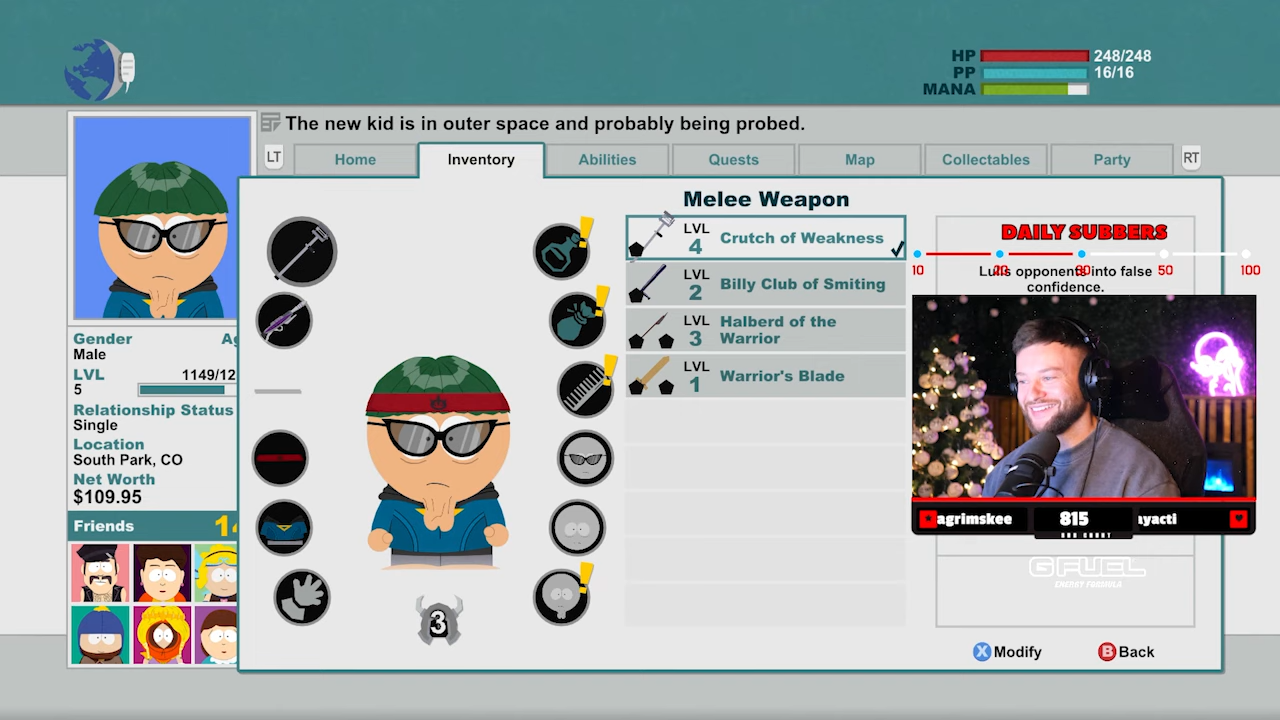 HP 248/248
PP 16/16
MANA
The new kid is in outer space and probably being probed.
LT Home Inventory Abilities Quests Map Collectables Party RT
Gender
Male
LVL 1149/12
5
Relationship Status
Single
Location
South Park, CO
Net Worth
$109.95
Friends
3
Melee Weapon
LVL 4 Crutch of Weakness
LVL 2 Billy Club of Smiting
LVL 3 Halberd of the Warrior
LVL 1 Warrior's Blade
DAILY SUBBERS
10 50 100
opponents into false
confidence.
agrimskee 815 yacti
SUB COUNT
G FUEL
ENERGY FORMULA
X Modify B Back